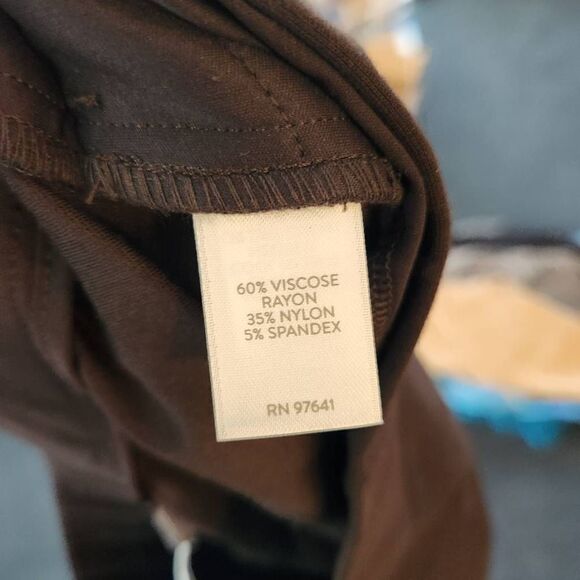 60% VISCOSE
RAYON
35% NYLON
5% SPANDEX
RN 97641